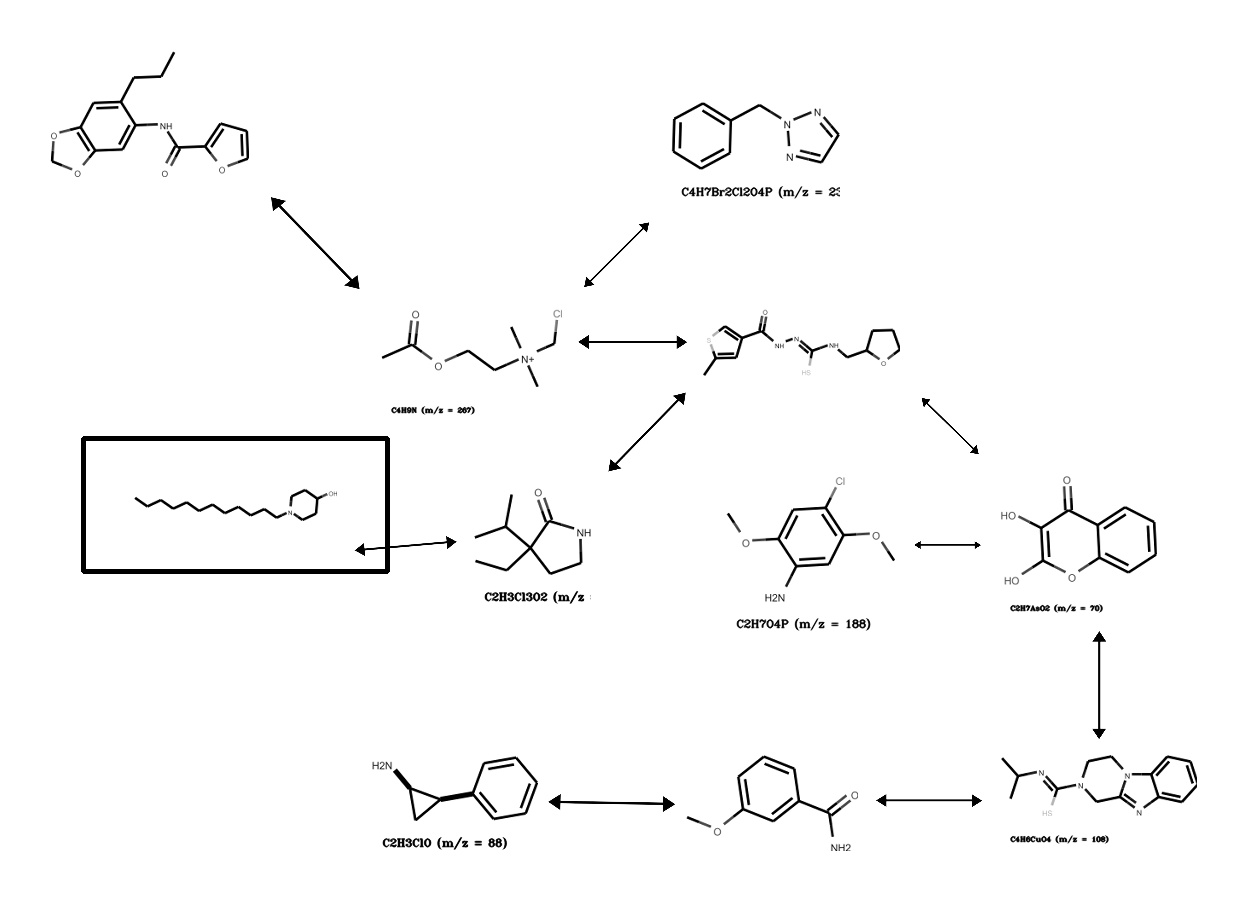 O
O
NH
O
O
N
N
N
C4H7Br2Cl2O4P (m/z = 23
O
O
N+
Cl
C4H9N (m/z = 267)
S
O
NH
N
HS
NH
O
N
OH
O
NH
C2H3Cl3O2 (m/z :
Cl
O
O
H2N
C2H7O4P (m/z = 188)
O
HO
HO
O
C2H7AsO2 (m/z = 70)
H2N
C2H3ClO (m/z = 88)
O
O
NH2
N
HS
N
N
N
C4H6CuO4 (m/z = 108)